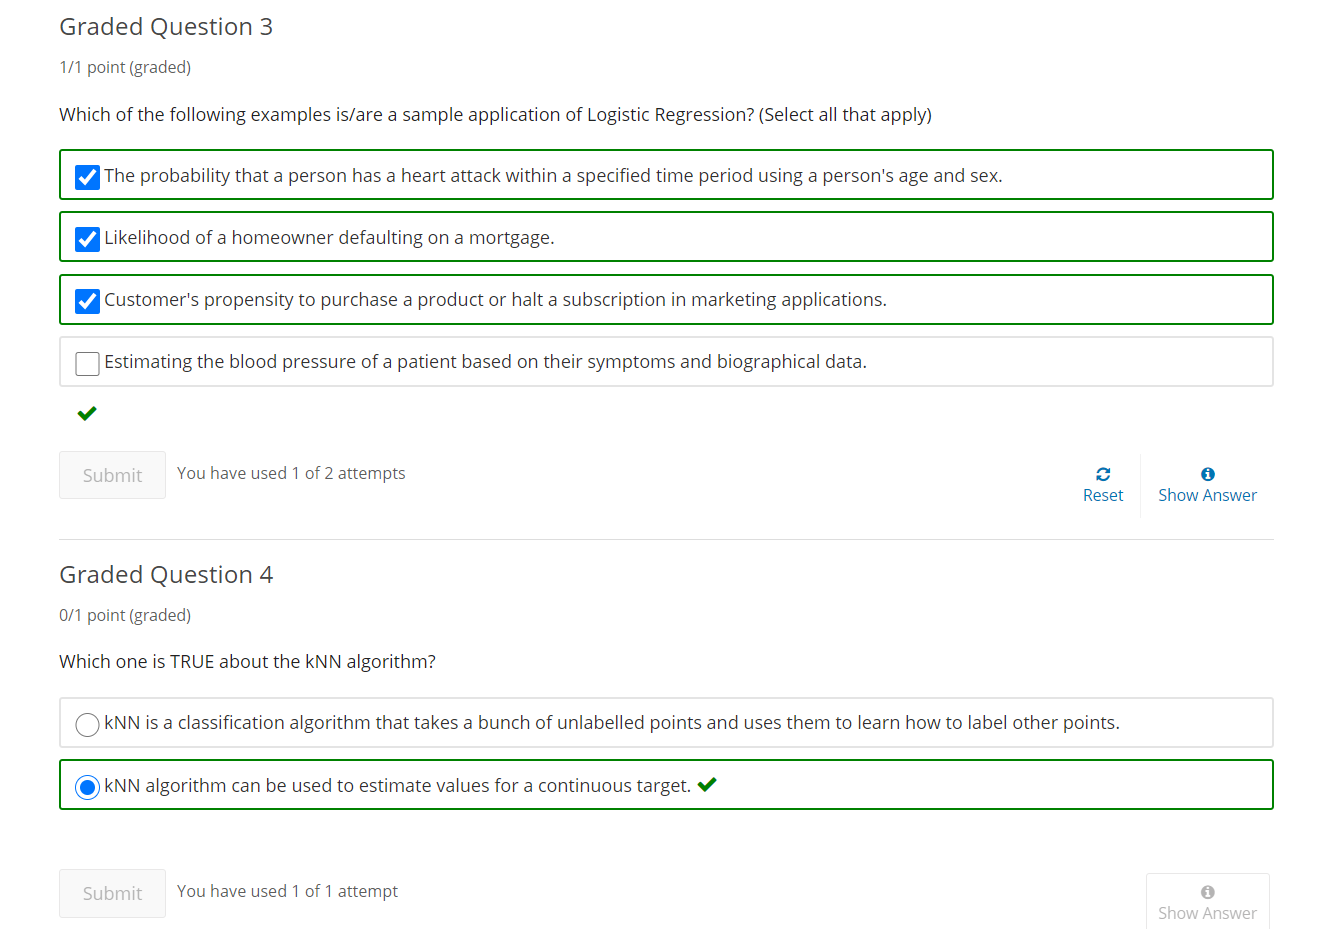 Graded Question 3
1/1 point (graded)
Which of the following examples is/are a sample application of Logistic Regression? (Select all that apply)
The probability that a person has a heart attack within a specified time period using a person's age and sex.
Likelihood of a homeowner defaulting on a mortgage.
Customer's propensity to purchase a product or halt a subscription in marketing applications.
Estimating the blood pressure of a patient based on their symptoms and biographical data.
Submit
You have used 1 of 2 attempts
Reset
Show Answer
Graded Question 4
0/1 point (graded)
Which one is TRUE about the kNN algorithm?
kNN is a classification algorithm that takes a bunch of unlabelled points and uses them to learn how to label other points.
kNN algorithm can be used to estimate values for a continuous target.
Submit
You have used 1 of 1 attempt
Show Answer